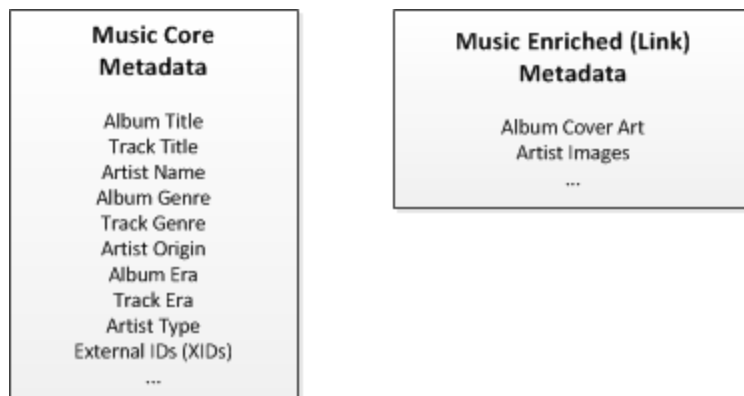 Music Core
Metadata
Album Title
Track Title
Artist Name
Album Genre
Track Genre
Artist Origin
Album Era
Track Era
Artist Type
External IDs (XIDs)
...
Music Enriched (Link)
Metadata
Album Cover Art
Artist Images
...